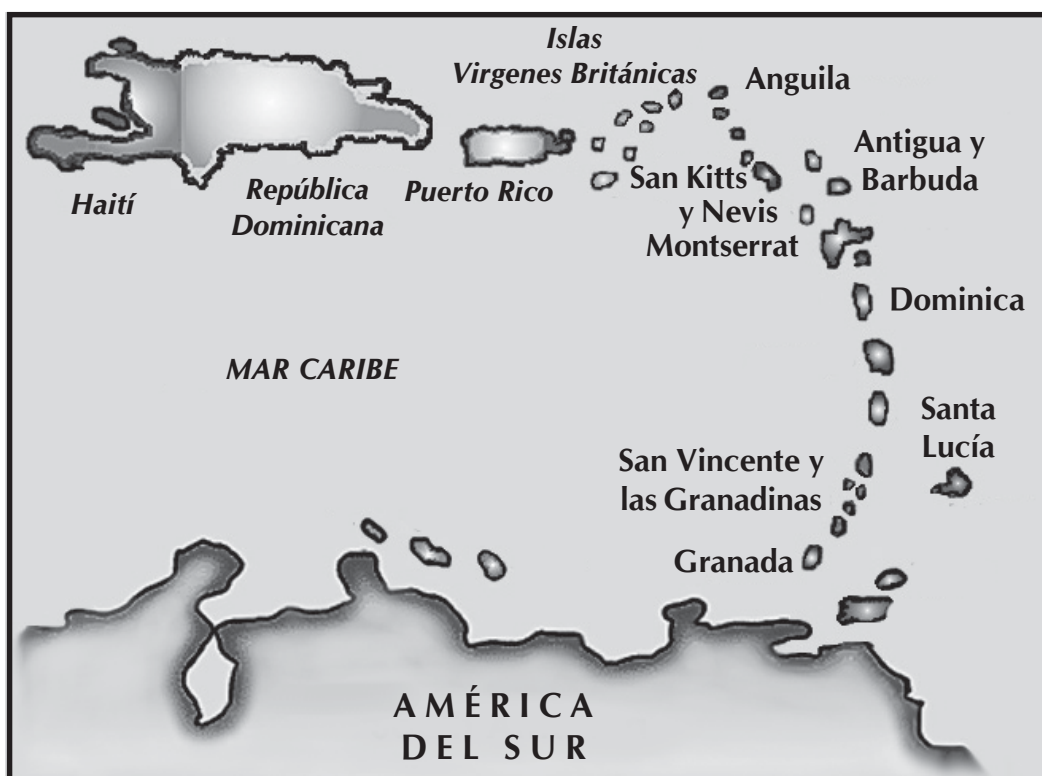 Islas
Virgenes Británicas
Anguila
Antigua y
Barbuda
Haití
República
Dominicana
Puerto Rico
San Kitts
y Nevis
Montserrat
Dominica
MAR CARIBE
Santa
Lucía
San Vincente y
las Granadinas
Granada
AMÉRICA
DEL SUR